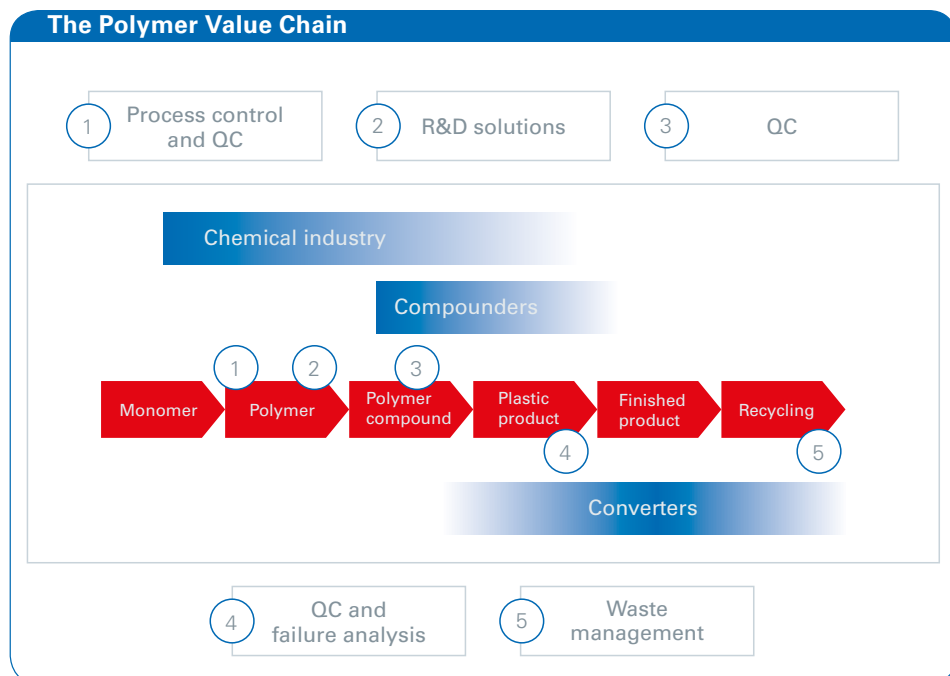 The Polymer Value Chain
1
Process control
and QC
2
R&D solutions
3
QC
Chemical industry
Compounders
1
2
3
Monomer
Polymer
Polymer
compound
Plastic
product
Finished
product
Recycling
4
5
Converters
4
QC and
failure analysis
5
Waste
management